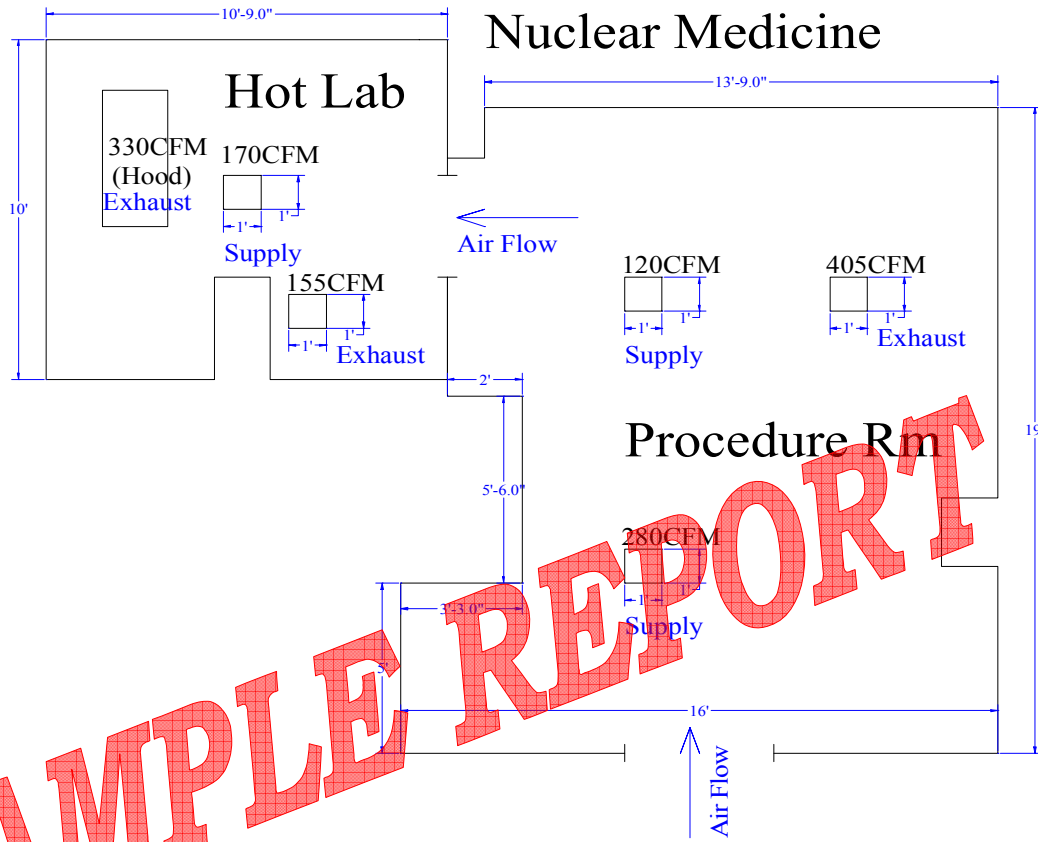 10'-9.0"
Nuclear Medicine
13'-9.0"
Hot Lab
330CFM
(Hood)
Exhaust
170CFM
1'
1'
Supply
10'
Air Flow
155CFM
1'
1'
Exhaust
120CFM
1'
1'
Supply
405CFM
1'
1'
Exhaust
2'
19
Procedure Rm
5'-6.0"
280CFM
1'
1'
Supply
3'-3.0"
5'
16'
Air Flow
AMPLE REPORT